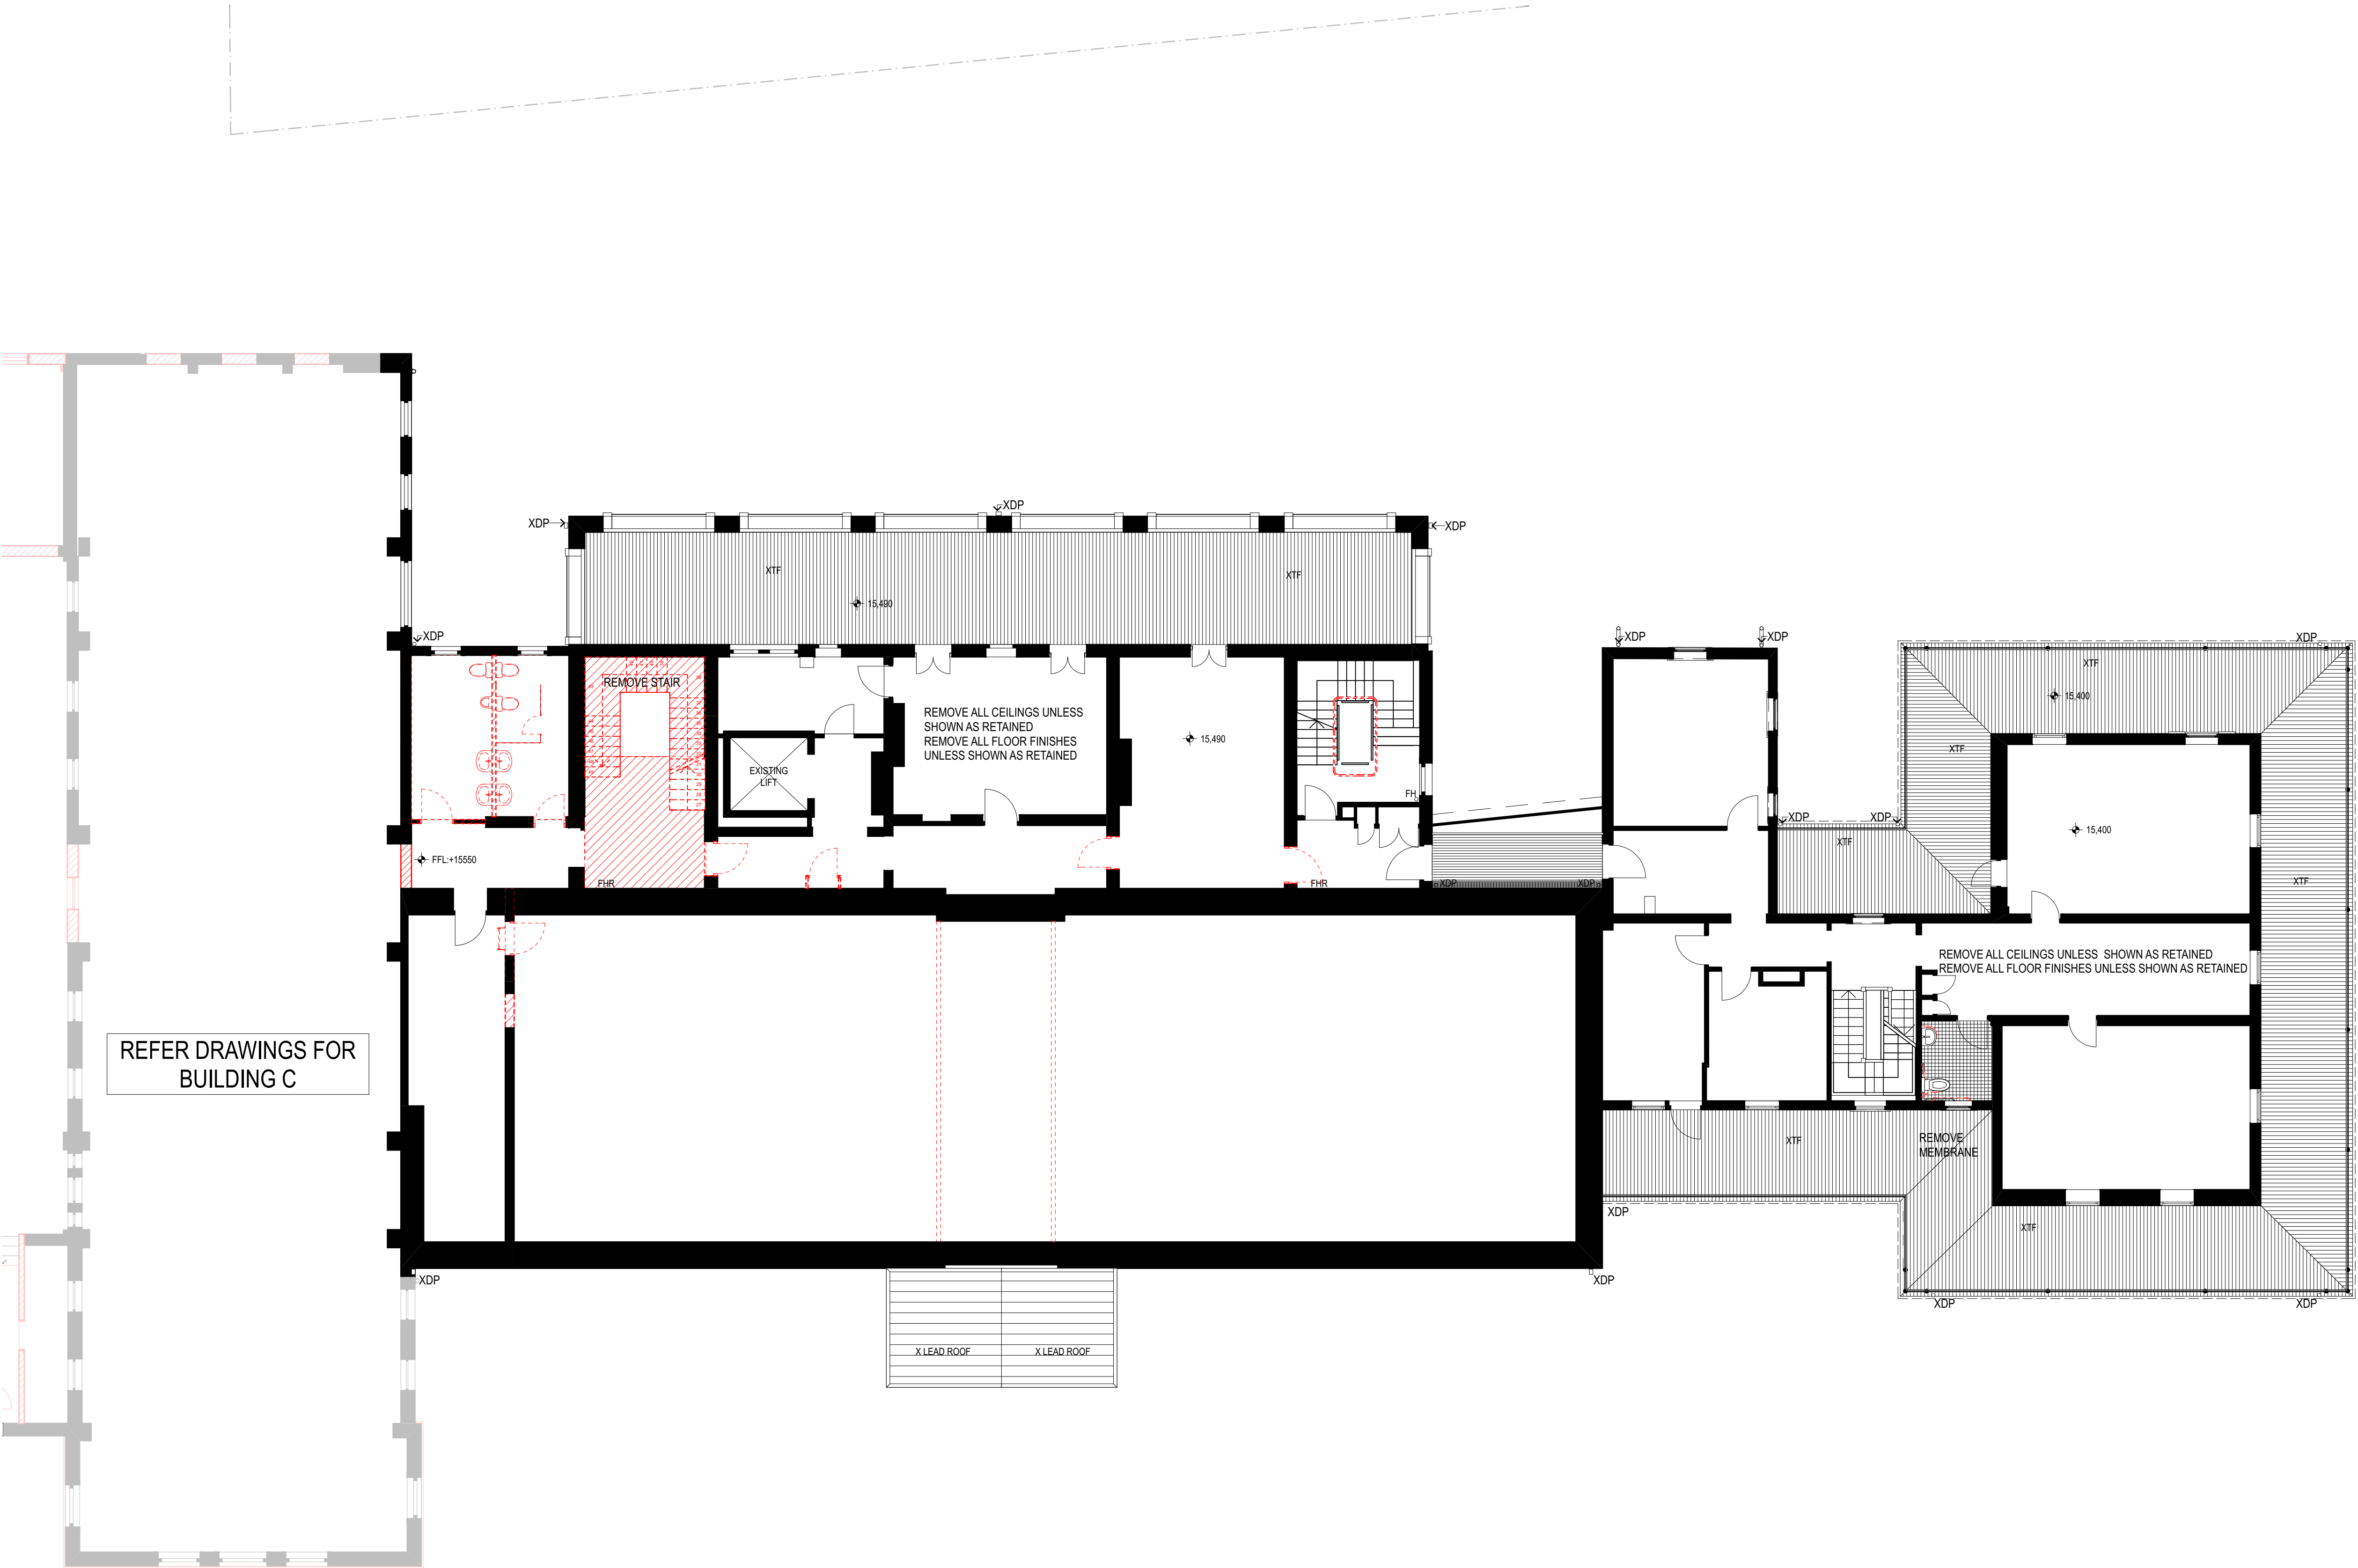 XDP
XDP
XDP
XTF
XTF
15,490
XDP
XDP
XDP
XDP
XTF
15,400
REMOVE STAIR
REMOVE ALL CEILINGS UNLESS
SHOWN AS RETAINED
REMOVE ALL FLOOR FINISHES
UNLESS SHOWN AS RETAINED
15,490
XTF
EXISTING
LIFT
FH
XDP
XDP
15,400
XTF
FFL:+15550
FHR
FHR
XDP
XDP
XTF
REMOVE ALL CEILINGS UNLESS SHOWN AS RETAINED
REMOVE ALL FLOOR FINISHES UNLESS SHOWN AS RETAINED
REFER DRAWINGS FOR
BUILDING C
XTF
REMOVE
MEMBRANE
XDP
XTF
XDP
XDP
XDP
XDP
X LEAD ROOF
X LEAD ROOF